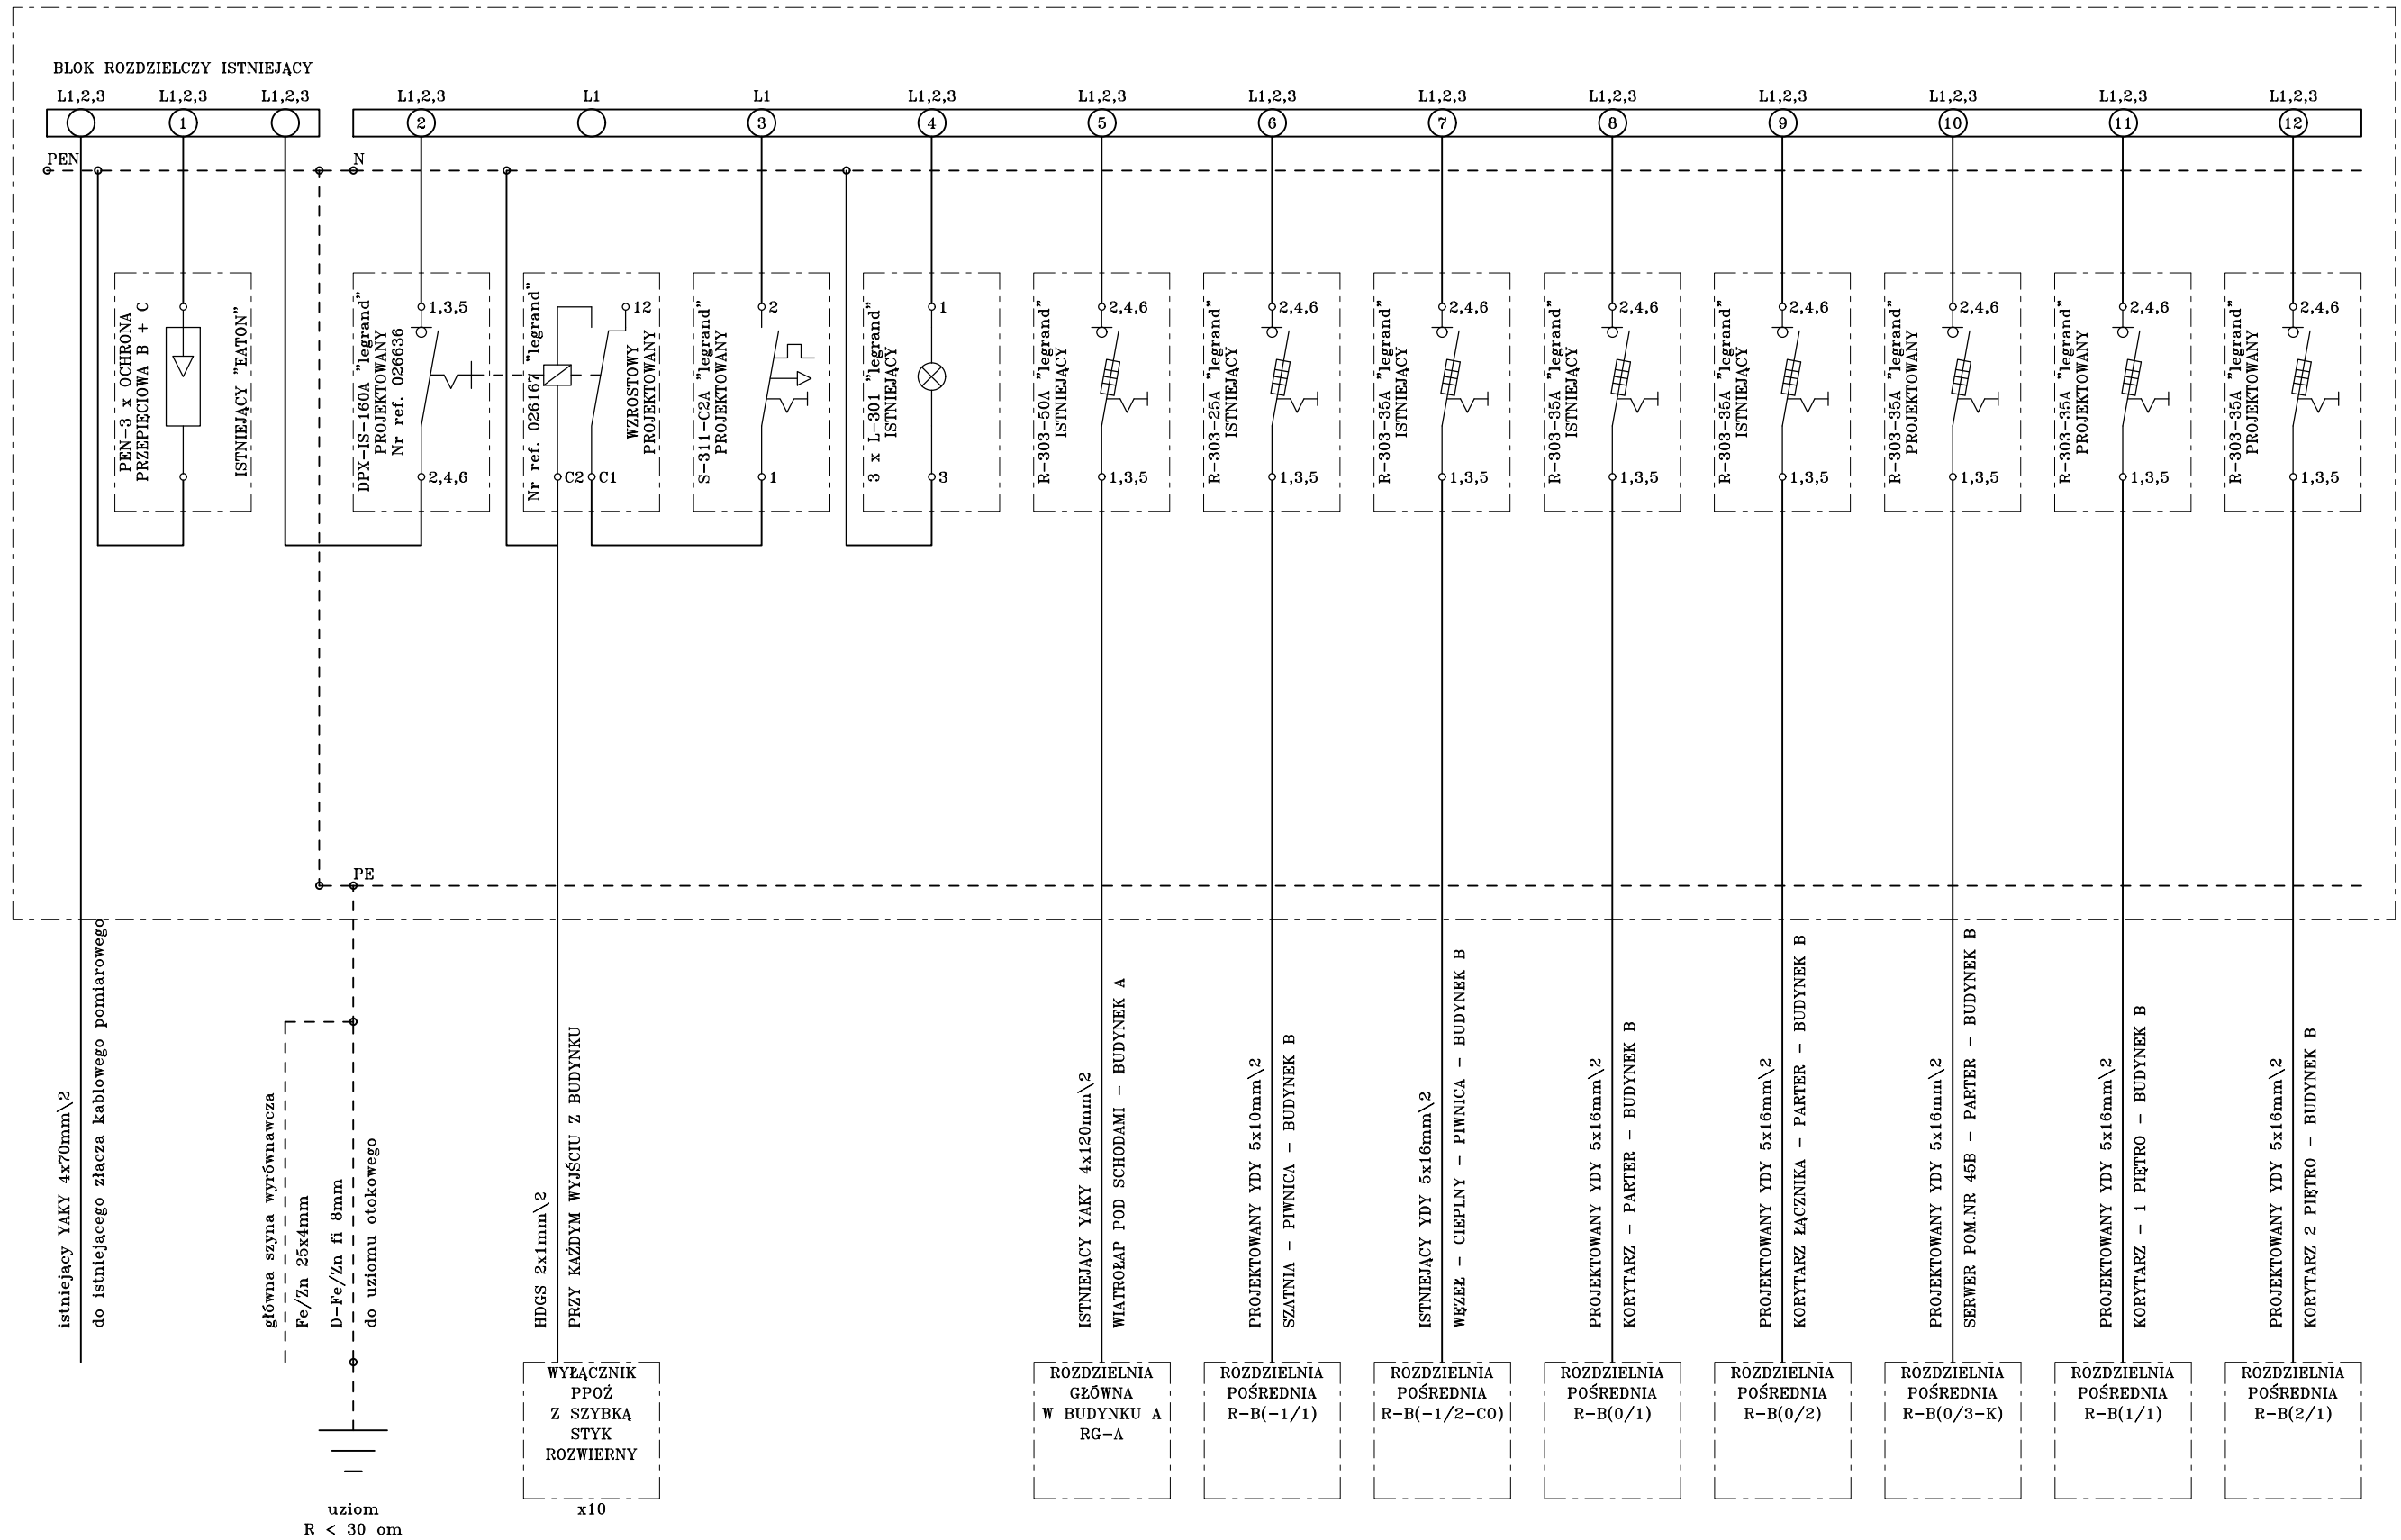 BLOK ROZDZIELCZY ISTNIEJĄCY
L1,2,3
L1,2,3
L1,2,3
L1,2,3
L1
L1
L1,2,3
L1,2,3
L1,2,3
L1,2,3
L1,2,3
L1,2,3
L1,2,3
L1,2,3
L1,2,3
1
2
3
4
5
6
7
8
9
10
11
12
PEN
N
PEN-3 x OCHRONA
PRZEPIĘCIOWA B + C
ISTNIEJĄCY "EATON"
DPX-IS-160A "legrand"
PROJEKTOWANY
Nr ref. 026636
1,3,5
2,4,6
Nr ref. 026167 "legrand"
WZROSTOWY
PROJEKTOWANY
12
C2
C1
S-311-C2A "legrand"
PROJEKTOWANY
2
1
3 x L-301 "legrand"
ISTNIEJĄCY
1
3
R-303-50A "legrand"
ISTNIEJĄCY
2,4,6
1,3,5
R-303-25A "legrand"
ISTNIEJĄCY
2,4,6
1,3,5
R-303-35A "legrand"
ISTNIEJĄCY
2,4,6
1,3,5
R-303-35A "legrand"
ISTNIEJĄCY
2,4,6
1,3,5
R-303-35A "legrand"
ISTNIEJĄCY
2,4,6
1,3,5
R-303-35A "legrand"
PROJEKTOWANY
2,4,6
1,3,5
R-303-35A "legrand"
PROJEKTOWANY
2,4,6
1,3,5
R-303-35A "legrand"
PROJEKTOWANY
2,4,6
1,3,5
PE
istniejący YAKY 4x70mm\2
do istniejącego złącza kablowego pomiarowego
główna szyna wyrównawcza
Fe/Zn 25x4mm
D-Fe/Zn fi 8mm
do uziomu otokowego
HDGS 2x1mm\2
PRZY KAŻDYM WYJŚCIU Z BUDYNKU
ISTNIEJĄCY YAKY 4x120mm\2
WIATROŁAP POD SCHODAMI - BUDYNEK A
PROJEKTOWANY YDY 5x10mm\2
SZATNIA - PIWNICA - BUDYNEK B
ISTNIEJĄCY YDY 5x16mm\2
WĘZEŁ - CIEPLNY - PIWNICA - BUDYNEK B
PROJEKTOWANY YDY 5x16mm\2
KORYTARZ - PARTER - BUDYNEK B
PROJEKTOWANY YDY 5x16mm\2
KORYTARZ ŁĄCZNIKA - PARTER - BUDYNEK B
PROJEKTOWANY YDY 5x16mm\2
SERWER POM.NR 45B - PARTER - BUDYNEK B
PROJEKTOWANY YDY 5x16mm\2
KORYTARZ - 1 PIĘTRO - BUDYNEK B
PROJEKTOWANY YDY 5x16mm\2
KORYTARZ 2 PIĘTRO - BUDYNEK B
uziom
R < 30 om
WYŁĄCZNIK
PPOŻ
Z SZYBKĄ
STYK
ROZWIERNY
x10
ROZDZIELNIA
GŁÓWNA
W BUDYNKU A
RG-A
ROZDZIELNIA
POŚREDNIA
R-B(-1/1)
ROZDZIELNIA
POŚREDNIA
R-B(-1/2-CO)
ROZDZIELNIA
POŚREDNIA
R-B(0/1)
ROZDZIELNIA
POŚREDNIA
R-B(0/2)
ROZDZIELNIA
POŚREDNIA
R-B(0/3-K)
ROZDZIELNIA
POŚREDNIA
R-B(1/1)
ROZDZIELNIA
POŚREDNIA
R-B(2/1)